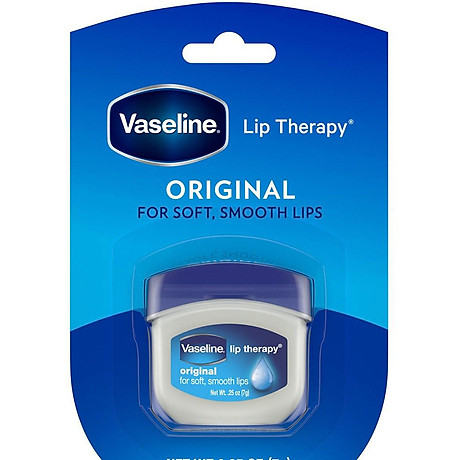 Vaseline. Lip Therapy®
ORIGINAL
FOR SOFT, SMOOTH LIPS
Vaseline. lip therapy®
original
for soft, smooth lips
Net Wt. .25 oz (7g)